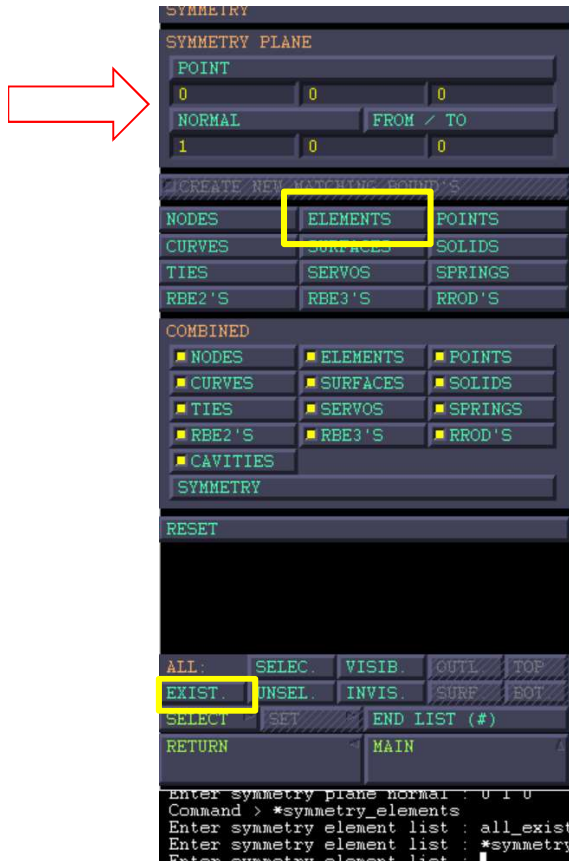 SYMMETRY
SYMMETRY PLANE
POINT
0 0 0
NORMAL FROM / TO
1 0 0
CREATE NEW MATCHING BOUND'S
NODES ELEMENTS POINTS
CURVES SURFACES SOLIDS
TIES SERVOS SPRINGS
RBE2'S RBE3'S RROD'S
COMBINED
NODES ELEMENTS POINTS
CURVES SURFACES SOLIDS
TIES SERVOS SPRINGS
RBE2'S RBE3'S RROD'S
CAVITIES
SYMMETRY
RESET
ALL: SELEC. VISIB. OUTL. TOP
EXIST. UNSEL. INVIS. SURF. BOT.
SELECT SET END LIST (#)
RETURN MAIN
Enter symmetry plane normal : 0 1 0
Command > *symmetry_elements
Enter symmetry element list : all_exist
Enter symmetry element list : *symmetry
Enter symmetry element list :